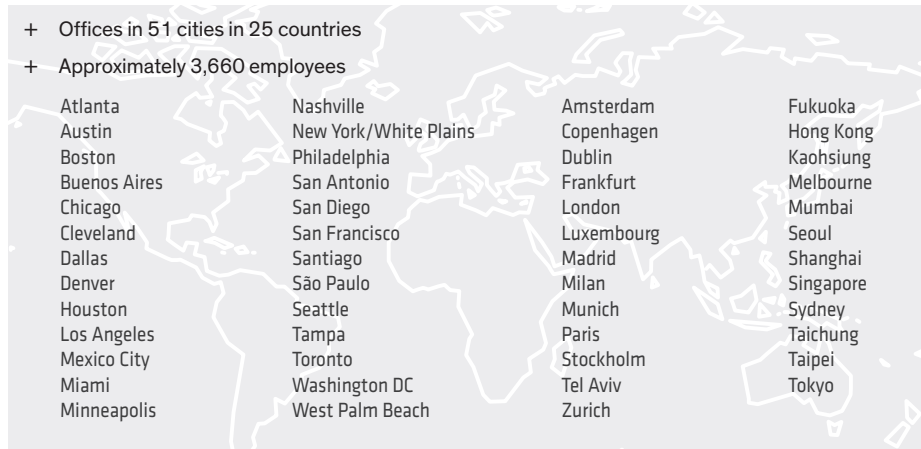 + Offices in 51 cities in 25 countries
+ Approximately 3,660 employees
Atlanta
Austin
Boston
Buenos Aires
Chicago
Cleveland
Dallas
Denver
Houston
Los Angeles
Mexico City
Miami
Minneapolis
Nashville
New York/White Plains
Philadelphia
San Antonio
San Diego
San Francisco
Santiago
São Paulo
Seattle
Tampa
Toronto
Washington DC
West Palm Beach
Amsterdam
Copenhagen
Dublin
Frankfurt
London
Luxembourg
Madrid
Milan
Munich
Paris
Stockholm
Tel Aviv
Zurich
Fukuoka
Hong Kong
Kaohsiung
Melbourne
Mumbai
Seoul
Shanghai
Singapore
Sydney
Taichung
Taipei
Tokyo